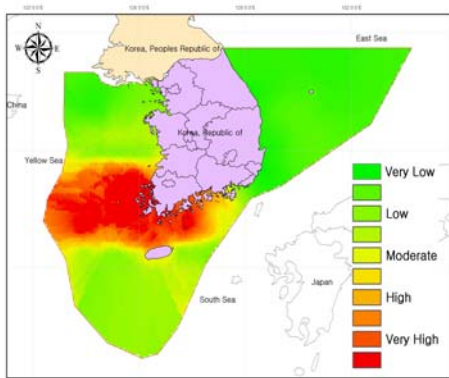 N
W
E
S
Korea, Peoples Republic of
East Sea
China
Korea, Republic of
Yellow Sea
Very Low
Low
Moderate
High
Very High
Japan
South Sea